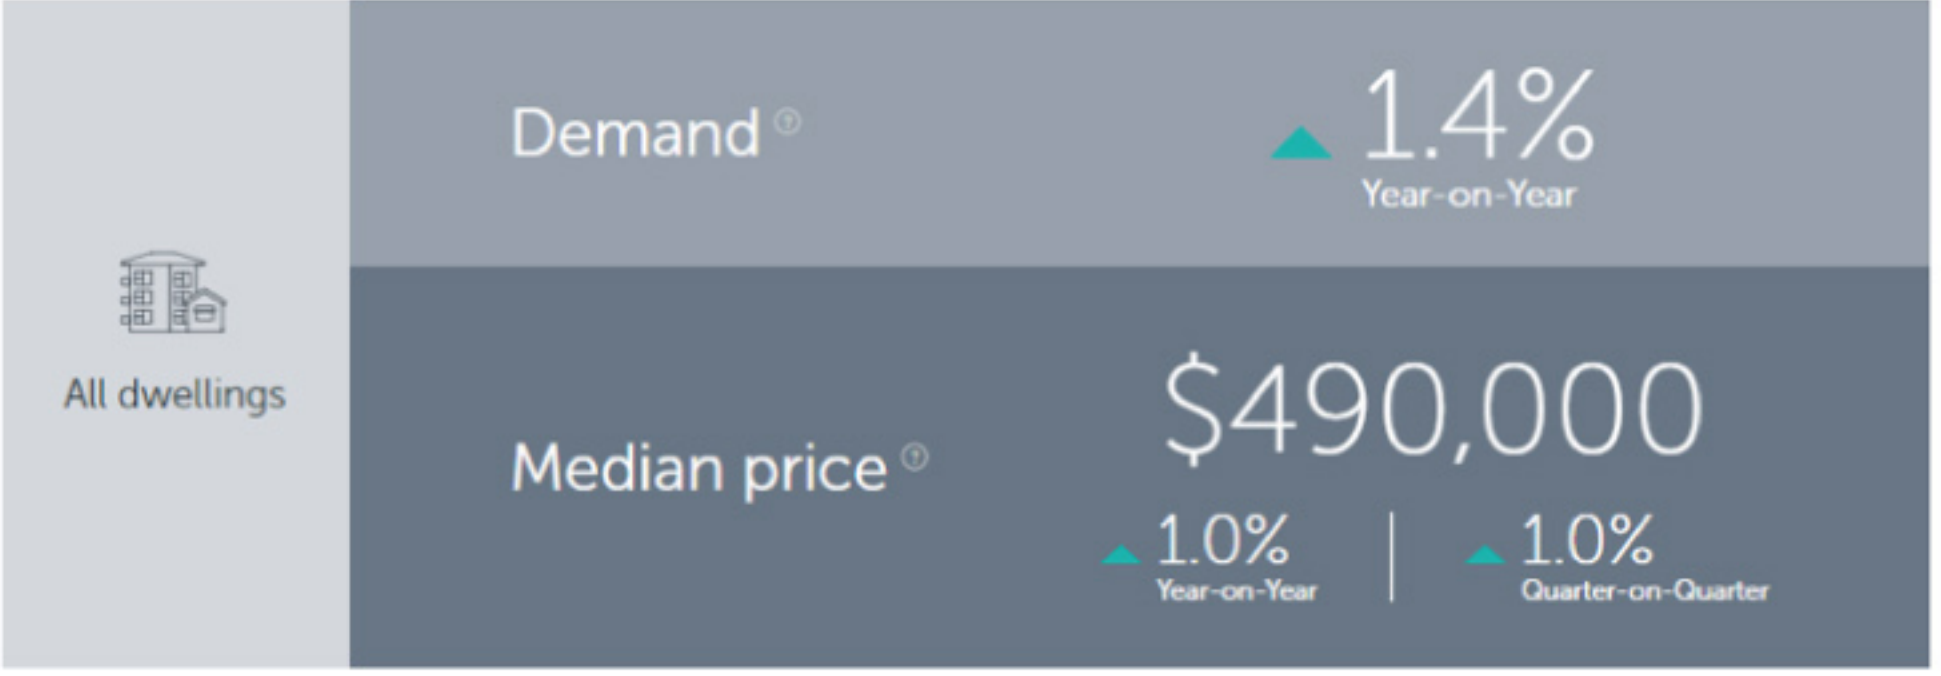 All dwellings
Demand ?
1.4%
Year-on-Year
Median price ?
$490,000
1.0%
Year-on-Year
1.0%
Quarter-on-Quarter